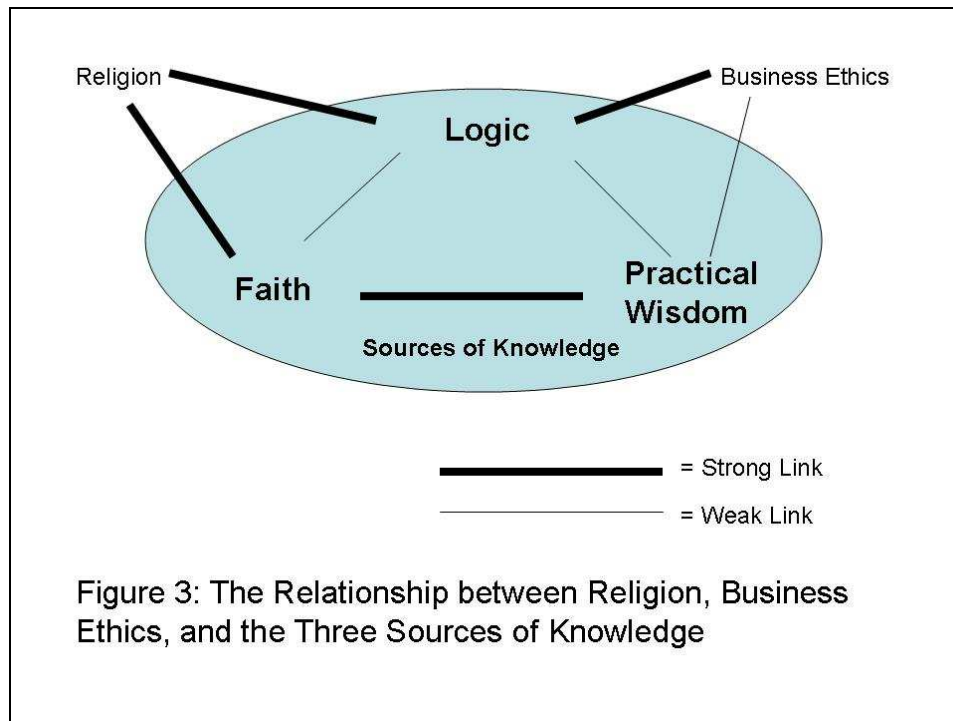 Religion
Business Ethics
Logic
Faith
Practical
Wisdom
Sources of Knowledge
= Strong Link
= Weak Link
Figure 3: The Relationship between Religion, Business
Ethics, and the Three Sources of Knowledge